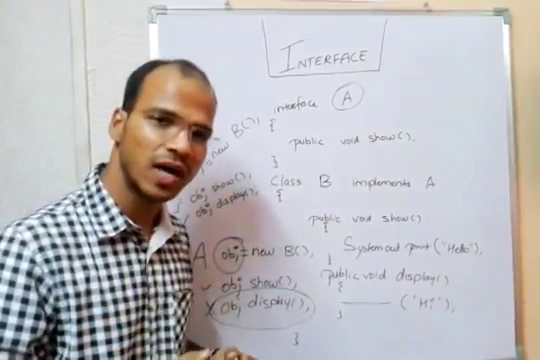 INTERFACE
interface A
{
public void show();
}
= new B();
obj show();
obj display();
Class B implements A
{
public void show()
{
System out print ("Hello");
}
A obj = new B();
obj show();
obj display();
public void display()
{
("Hi");
}
}